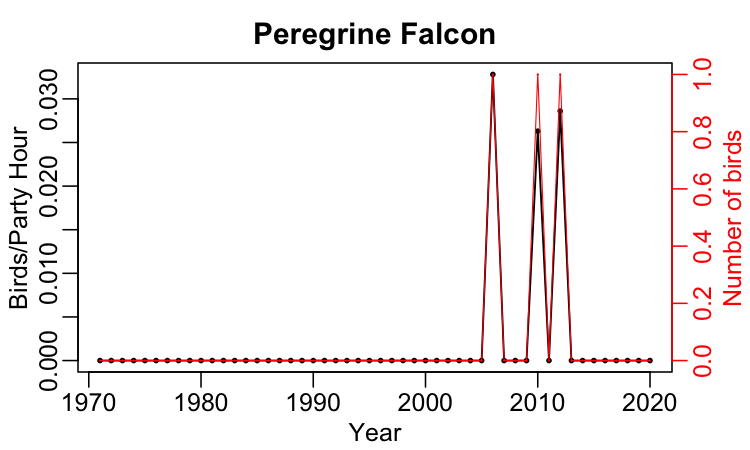 Peregrine Falcon
Birds/Party Hour
0.000 0.010 0.020 0.030
0.0 0.2 0.4 0.6 0.8 1.0
Number of birds
1970 1980 1990 2000 2010 2020
Year